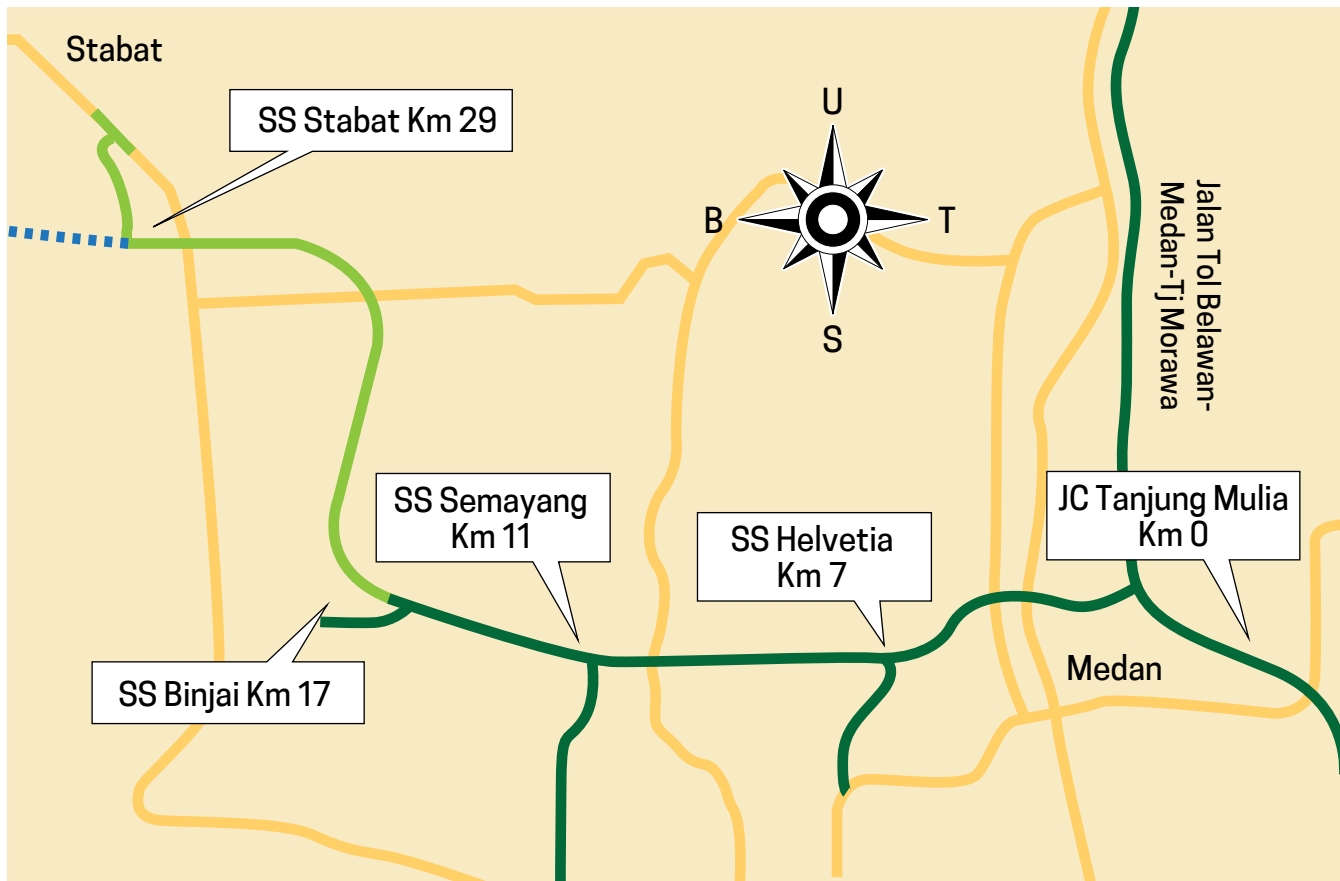 Stabat
SS Stabat Km 29
U
B
T
S
Jalan Tol Belawan-
Medan-Tj Morawa
SS Semayang
Km 11
SS Helvetia
Km 7
JC Tanjung Mulia
Km 0
SS Binjai Km 17
Medan